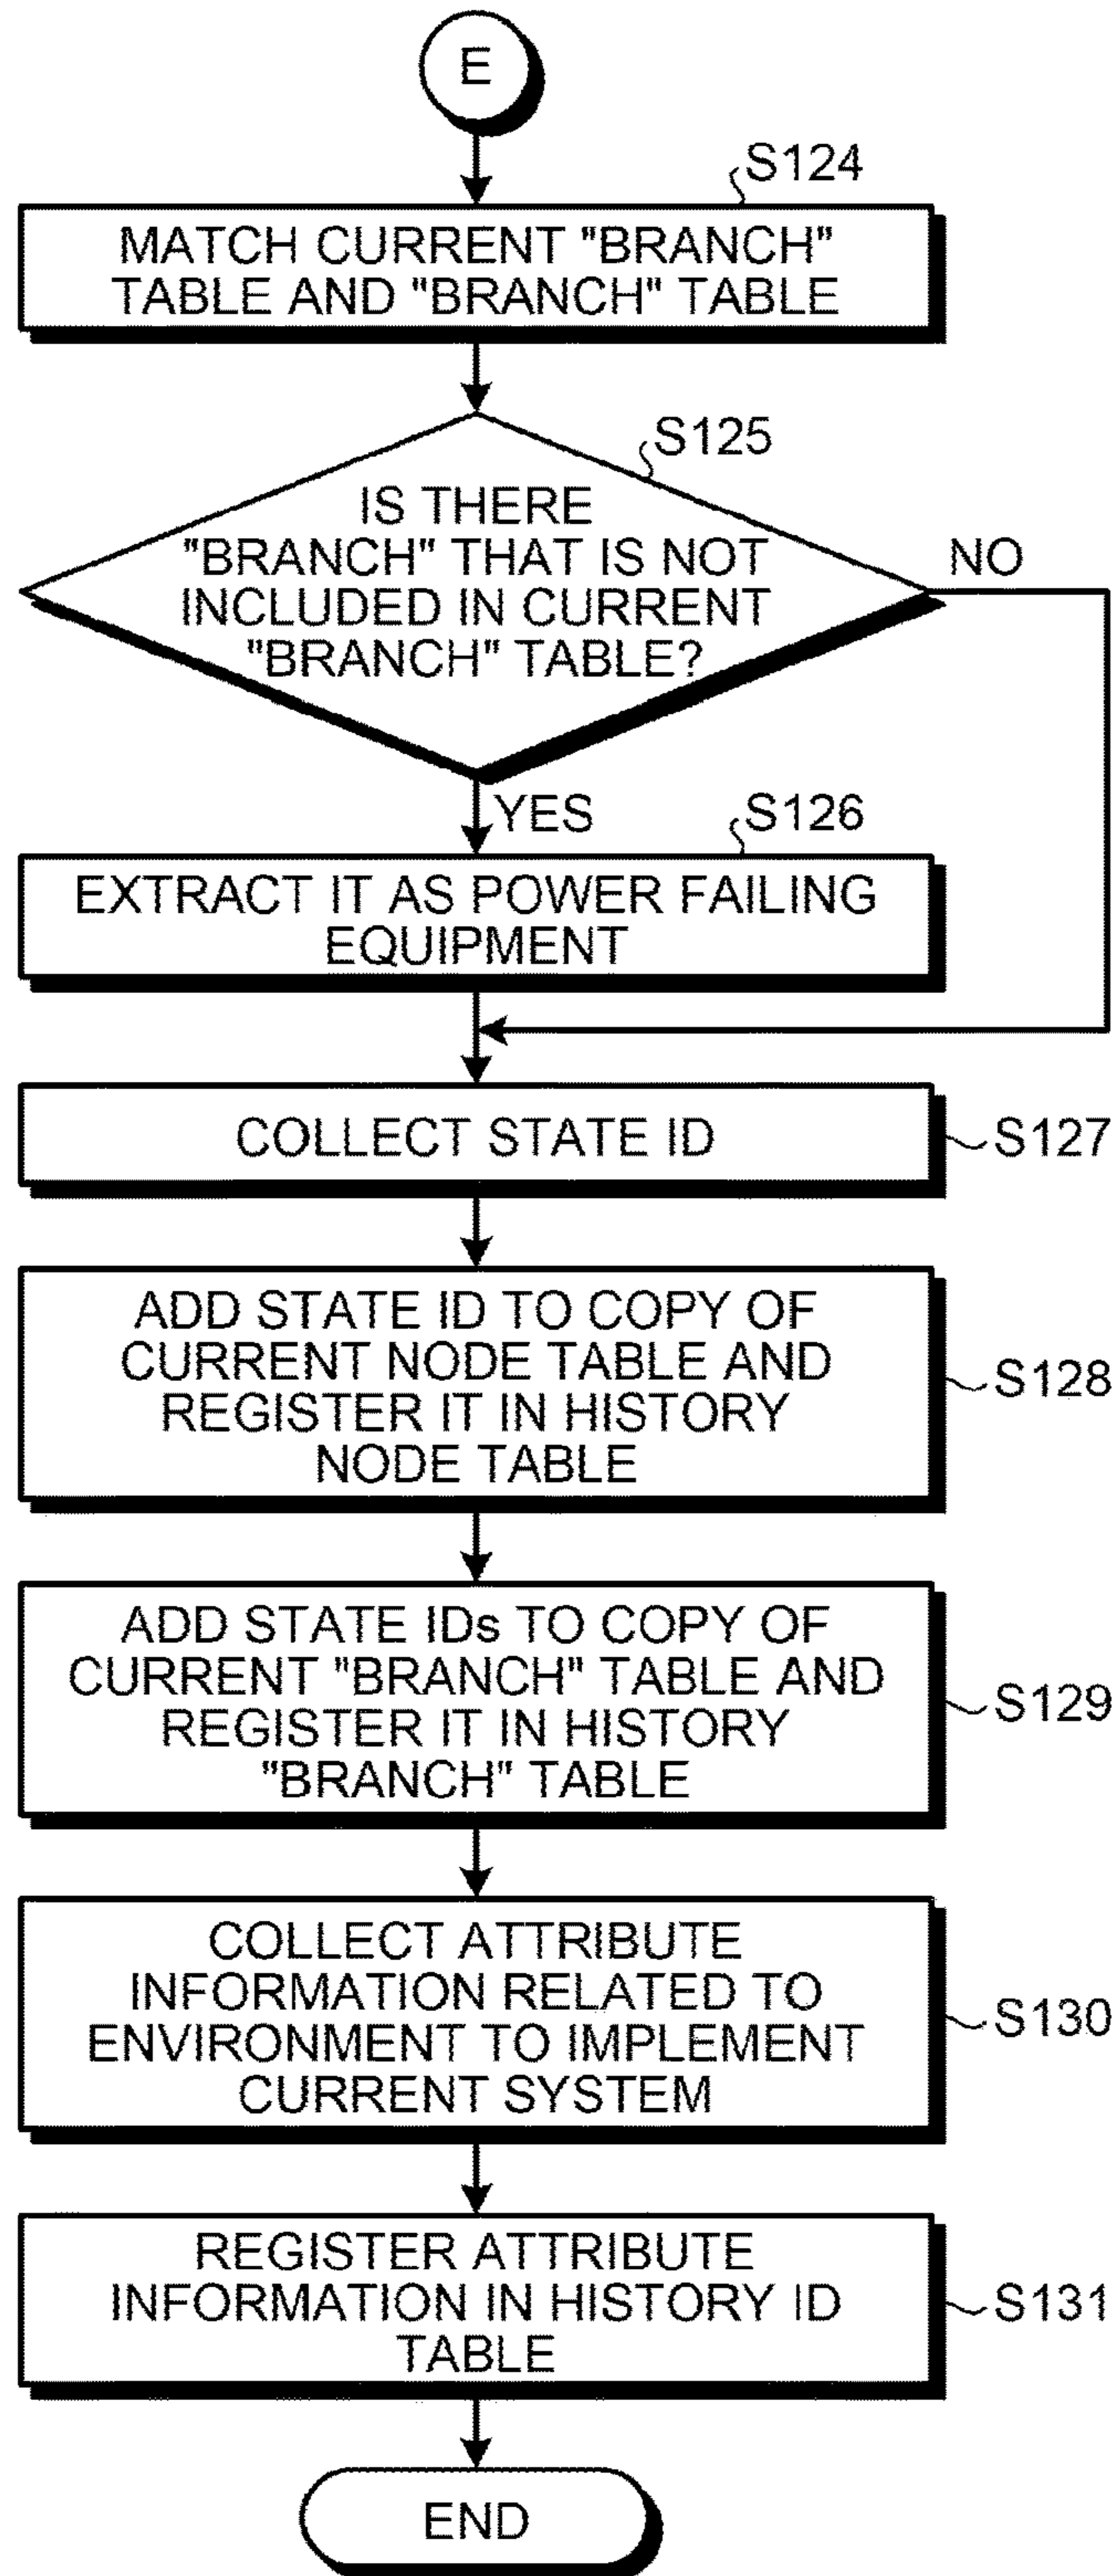 E
S124
MATCH CURRENT "BRANCH"
TABLE AND "BRANCH" TABLE
S125
IS THERE
"BRANCH" THAT IS NOT
INCLUDED IN CURRENT
"BRANCH" TABLE?
NO
YES
S126
EXTRACT IT AS POWER FAILING
EQUIPMENT
COLLECT STATE ID
S127
ADD STATE ID TO COPY OF
CURRENT NODE TABLE AND
REGISTER IT IN HISTORY
NODE TABLE
S128
ADD STATE IDs TO COPY OF
CURRENT "BRANCH" TABLE AND
REGISTER IT IN HISTORY
"BRANCH" TABLE
S129
COLLECT ATTRIBUTE
INFORMATION RELATED TO
ENVIRONMENT TO IMPLEMENT
CURRENT SYSTEM
S130
REGISTER ATTRIBUTE
INFORMATION IN HISTORY ID
TABLE
S131
END